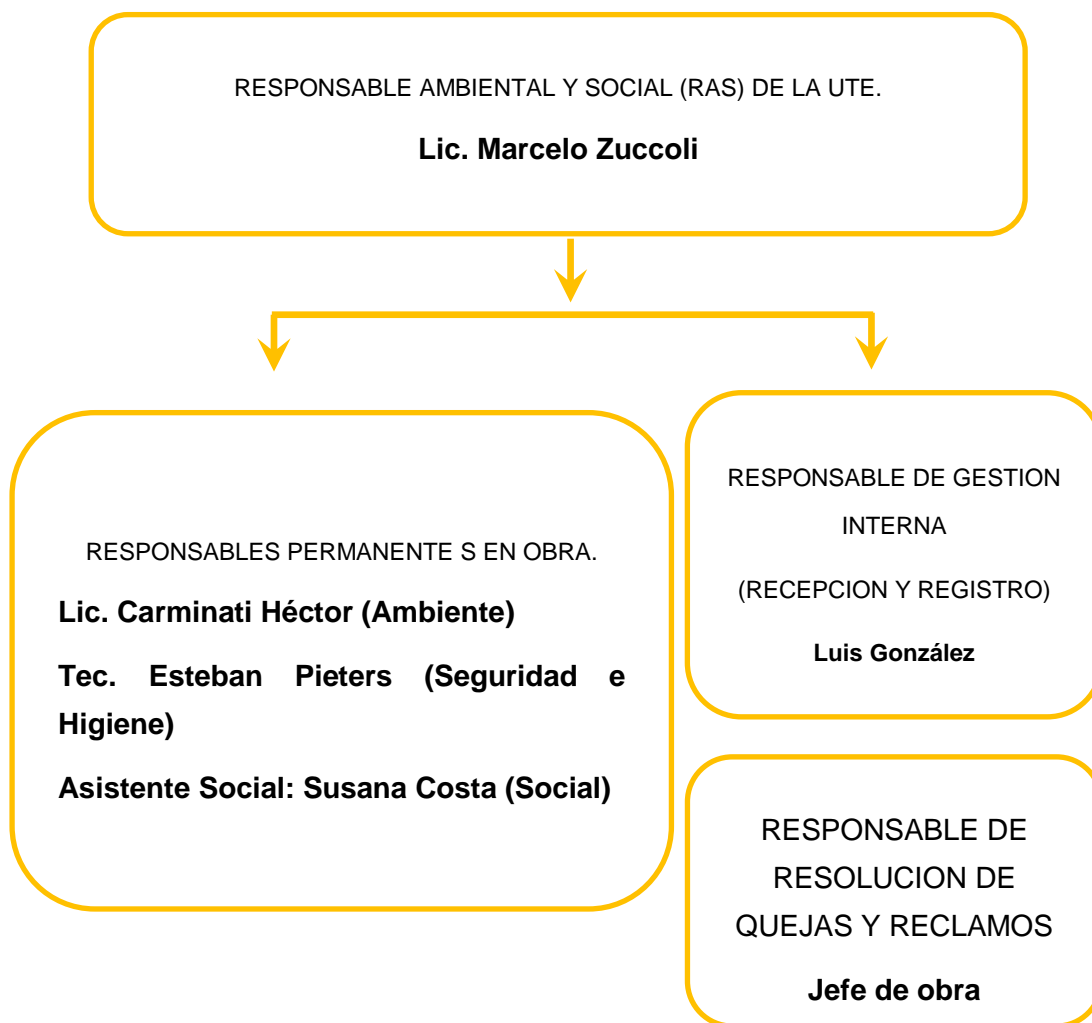 RESPONSABLE AMBIENTAL Y SOCIAL (RAS) DE LA UTE.
Lic. Marcelo Zuccoli
RESPONSABLES PERMANENTE S EN OBRA.
Lic. Carminati Héctor (Ambiente)
Tec. Esteban Pieters (Seguridad e
Higiene)
Asistente Social: Susana Costa (Social)
RESPONSABLE DE GESTION
INTERNA
(RECEPCION Y REGISTRO)
Luis González
RESPONSABLE DE
RESOLUCION DE
QUEJAS Y RECLAMOS
Jefe de obra